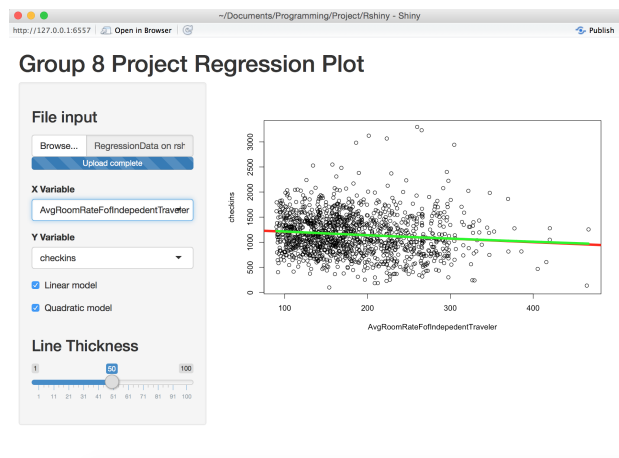 ~/Documents/Programming/Project/Rshiny - Shiny
http://127.0.0.1:6557 Open in Browser Publish
Group 8 Project Regression Plot
File input
Browse... RegressionData on rsh
Upload complete
X Variable
AvgRoomRateFofIndepedentTraveler
Y Variable
checkins
Linear model
Quadratic model
Line Thickness
1 50 100
1 11 21 31 41 51 61 71 81 91 100
checkins
0 500 1000 1500 2000 2500 3000
100 200 300 400
AvgRoomRateFofIndepedentTraveler